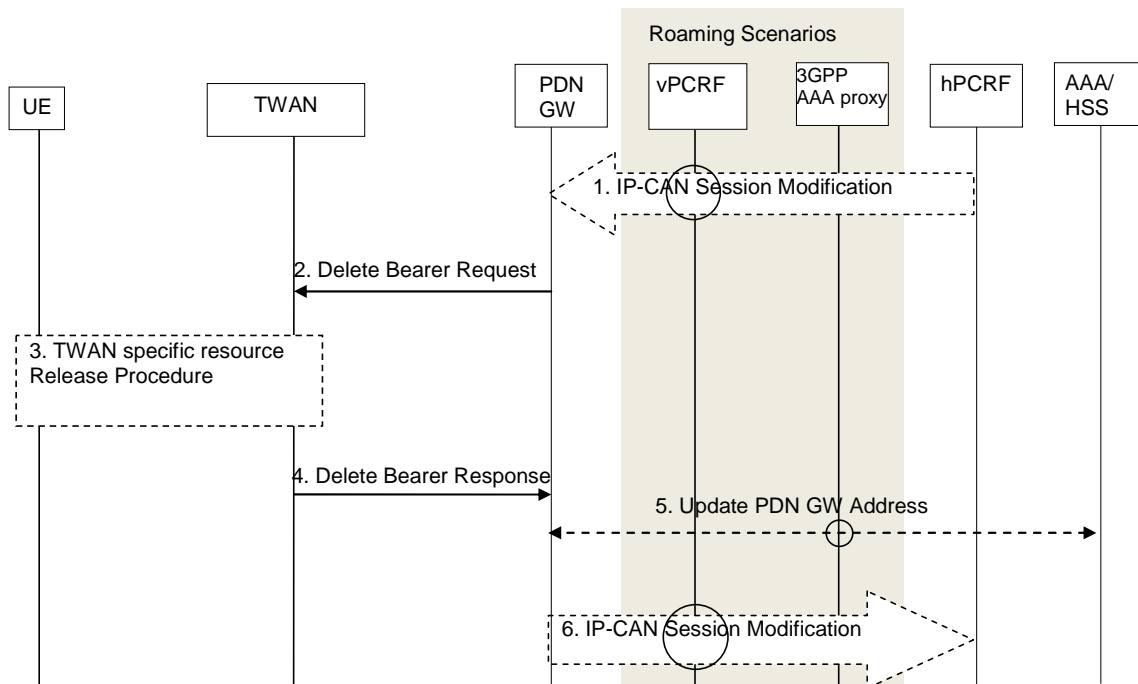 Roaming Scenarios
UE
TWAN
PDN
GW
vPCRF
3GPP
AAA proxy
hPCRF
AAA/
HSS
1. IP-CAN Session Modification
2. Delete Bearer Request
3. TWAN specific resource
Release Procedure
4. Delete Bearer Response
5. Update PDN GW Address
6. IP-CAN Session Modification